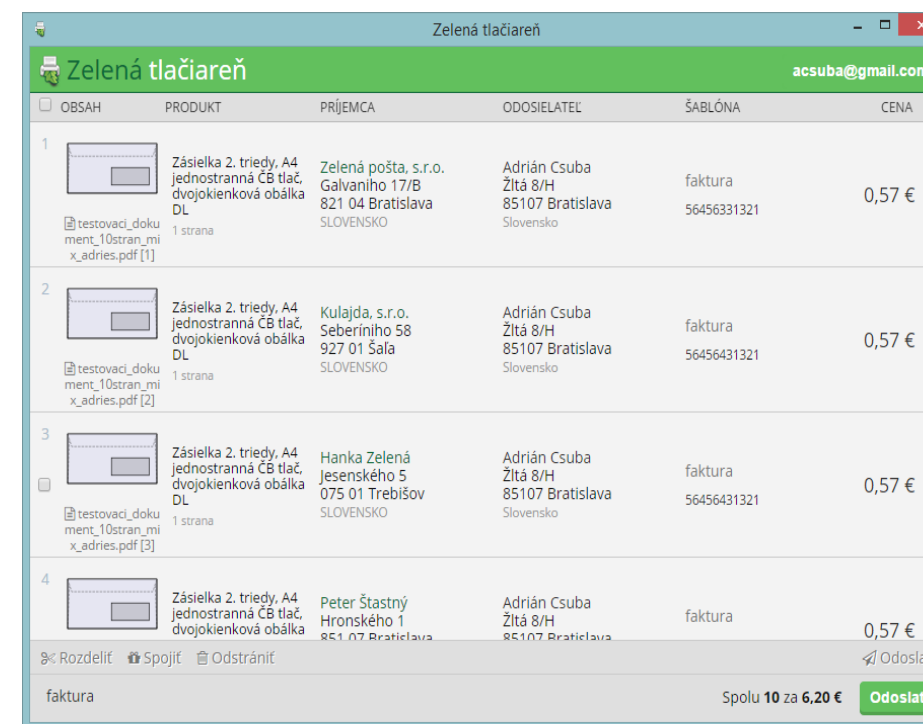 Zelená tlačiareň
Zelená tlačiareň
acsuba@gmail.com
OBSAH PRODUKT PRÍJEMCA ODOSIELATEĽ ŠABLÓNA CENA
1
testovaci_doku
ment_10stran_mi
x_adries.pdf [1]
Zásielka 2. triedy, A4
jednostranná ČB tlač,
dvojokienková obálka
DL
1 strana
Zelená pošta, s.r.o.
Galvaniho 17/B
821 04 Bratislava
SLOVENSKO
Adrián Csuba
Žltá 8/H
85107 Bratislava
Slovensko
faktura
56456331321
0,57 €
2
testovaci_doku
ment_10stran_mi
x_adries.pdf [2]
Zásielka 2. triedy, A4
jednostranná ČB tlač,
dvojokienková obálka
DL
1 strana
Kulajda, s.r.o.
Seberíniho 58
927 01 Šaľa
SLOVENSKO
Adrián Csuba
Žltá 8/H
85107 Bratislava
Slovensko
faktura
56456431321
0,57 €
3
testovaci_doku
ment_10stran_mi
x_adries.pdf [3]
Zásielka 2. triedy, A4
jednostranná ČB tlač,
dvojokienková obálka
DL
1 strana
Hanka Zelená
Jesenského 5
075 01 Trebišov
SLOVENSKO
Adrián Csuba
Žltá 8/H
85107 Bratislava
Slovensko
faktura
56456431321
0,57 €
4
Zásielka 2. triedy, A4
jednostranná ČB tlač,
dvojokienková obálka
Peter Štastný
Hronského 1
851 07 Bratislava
Adrián Csuba
Žltá 8/H
85107 Bratislava
faktura
0,57 €
Rozdeliť Spojiť Odstrániť Odosla
faktura
Spolu 10 za 6,20 €
Odoslať